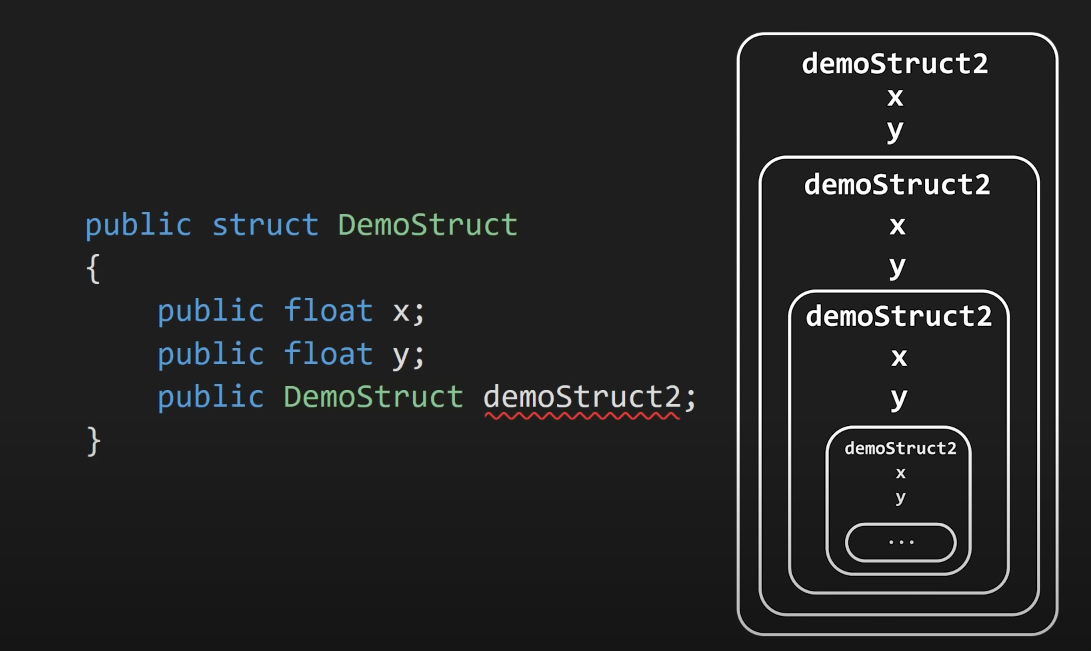 public struct DemoStruct
{
    public float x;
    public float y;
    public DemoStruct demoStruct2;
}
demoStruct2
x
y
demoStruct2
x
y
demoStruct2
x
y
demoStruct2
x
y
...